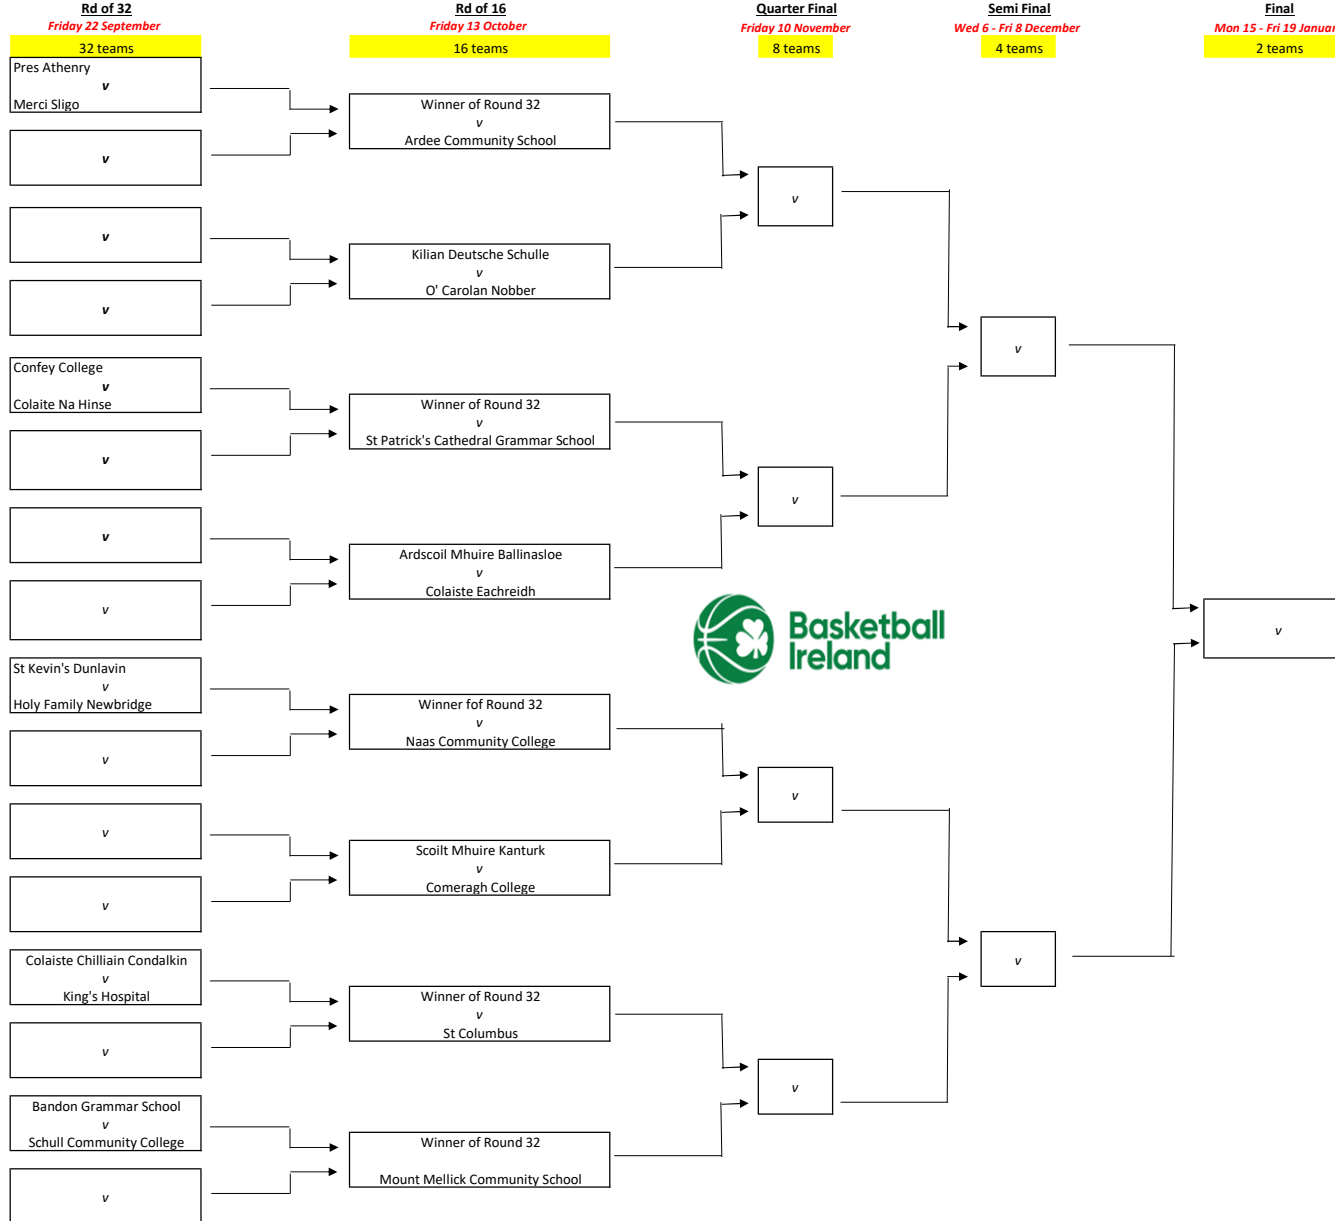 Rd of 32
Friday 22 September
32 teams
Rd of 16
Friday 13 October
16 teams
Quarter Final
Friday 10 November
8 teams
Semi Final
Wed 6 - Fri 8 December
4 teams
Final
Mon 15 - Fri 19 Januar
2 teams
Pres Athenry
v
Merci Sligo
v
v
v
Confey College
v
Colaite Na Hinse
v
v
v
St Kevin's Dunlavin
v
Holy Family Newbridge
v
v
v
Colaiste Chilliain Condalkin
v
King's Hospital
v
Bandon Grammar School
v
Schull Community College
v
Winner of Round 32
v
Ardee Community School
Kilian Deutsche Schulle
v
O' Carolan Nobber
Winner of Round 32
v
St Patrick's Cathedral Grammar School
Ardscoil Mhuire Ballinasloe
v
Colaiste Eachreidh
Winner fof Round 32
v
Naas Community College
Scoilt Mhuire Kanturk
v
Comeragh College
Winner of Round 32
v
St Columbus
Winner of Round 32
Mount Mellick Community School
v
v
v
v
v
v
v
Basketball
Ireland